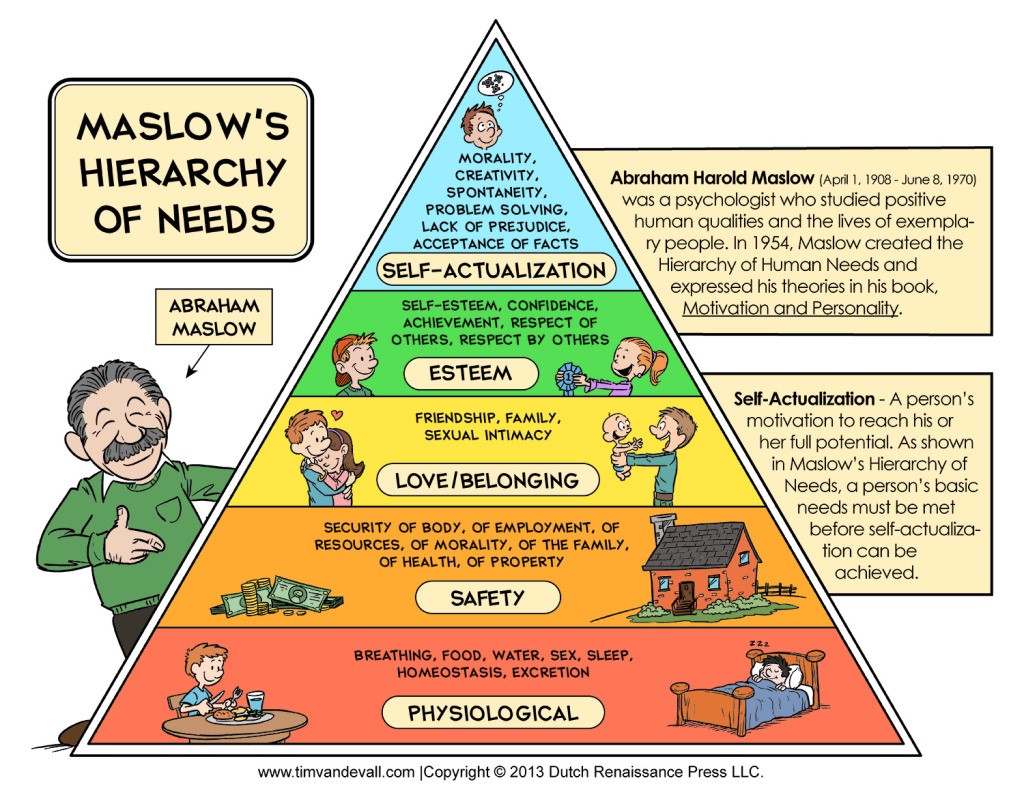 MASLOW'S
HIERARCHY
OF NEEDS
ABRAHAM
MASLOW
MORALITY,
CREATIVITY,
SPONTANEITY,
PROBLEM SOLVING,
LACK OF PREJUDICE,
ACCEPTANCE OF FACTS
SELF-ACTUALIZATION
SELF-ESTEEM, CONFIDENCE,
ACHIEVEMENT, RESPECT OF
OTHERS, RESPECT BY OTHERS
ESTEEM
1
FRIENDSHIP, FAMILY,
SEXUAL INTIMACY
LOVE/BELONGING
SECURITY OF BODY, OF EMPLOYMENT, OF
RESOURCES, OF MORALITY, OF THE FAMILY,
OF HEALTH, OF PROPERTY
SAFETY
BREATHING, FOOD, WATER, SEX, SLEEP,
HOMEOSTASIS, EXCRETION
PHYSIOLOGICAL
zzz
Abraham Harold Maslow (April 1, 1908 - June 8, 1970)
was a psychologist who studied positive
human qualities and the lives of exempla-
ry people. In 1954, Maslow created the
Hierarchy of Human Needs and
expressed his theories in his book,
Motivation and Personality.
Self-Actualization - A person's
motivation to reach his or
her full potential. As shown
in Maslow's Hierarchy of
Needs, a person's basic
needs must be met
before self-actualiza-
tion can be
achieved.
www.timvandevall.com |Copyright © 2013 Dutch Renaissance Press LLC.